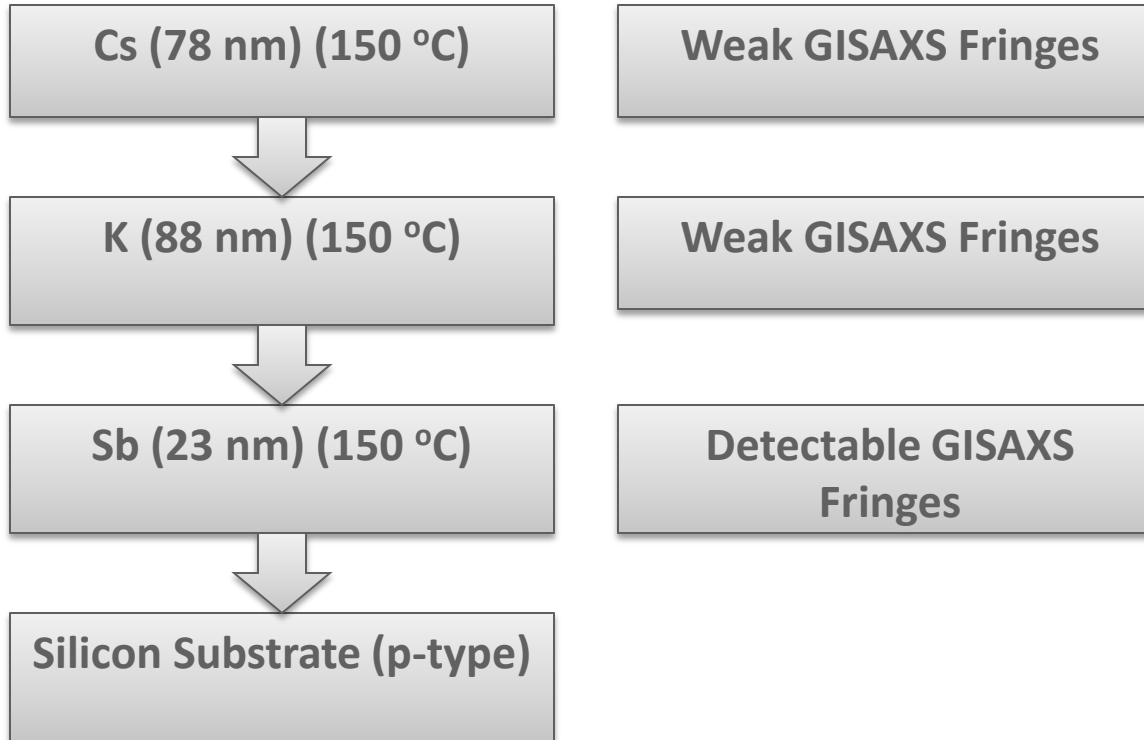 Cs (78 nm) (150 ºC)
Weak GISAXS Fringes
K (88 nm) (150 ºC)
Weak GISAXS Fringes
Sb (23 nm) (150 ºC)
Detectable GISAXS
Fringes
Silicon Substrate (p-type)